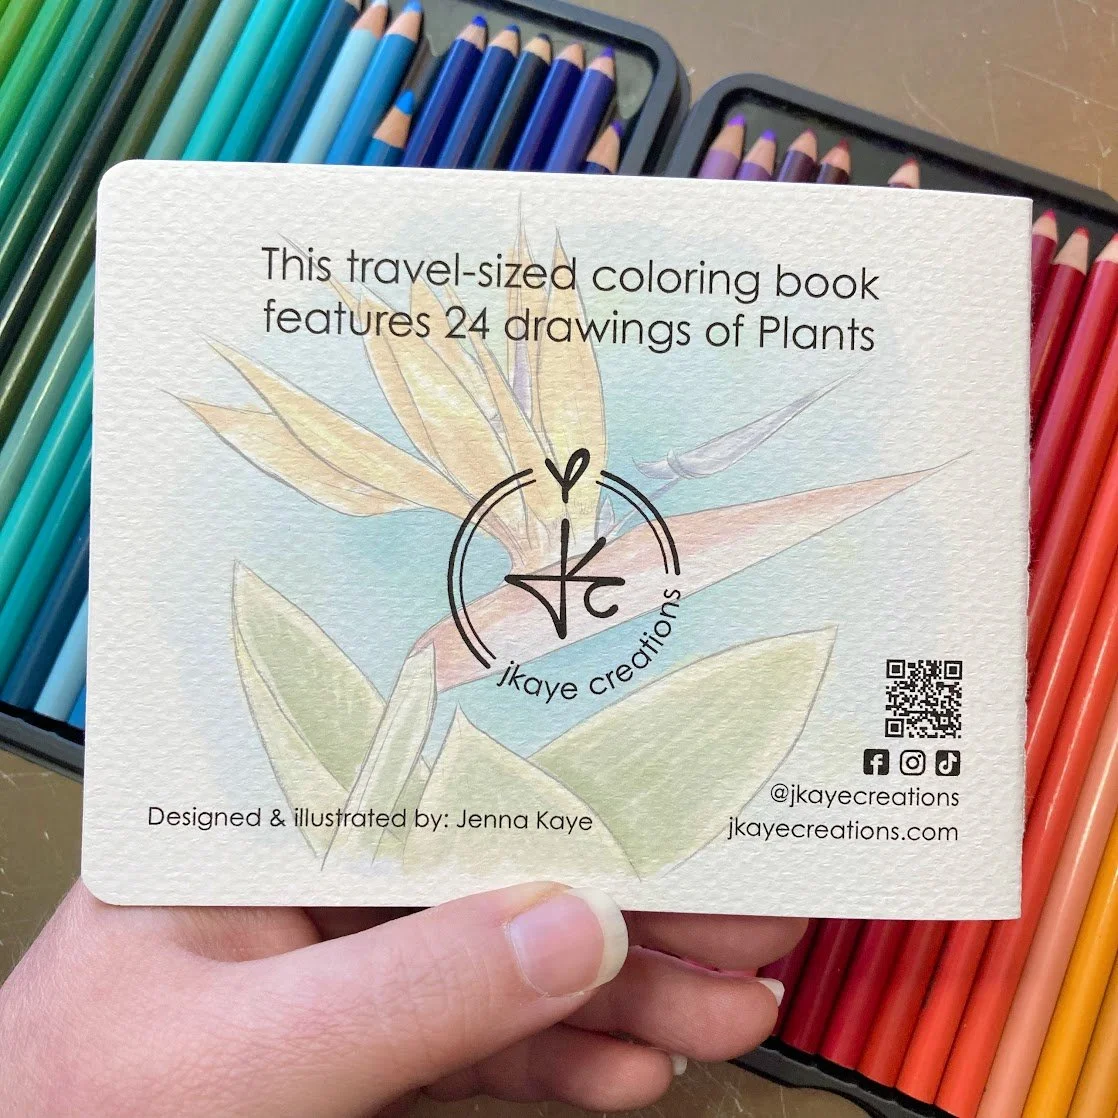 This travel-sized coloring book
features 24 drawings of Plants
jkaye creations
Designed & illustrated by: Jenna Kaye
@jkayecreations
jkayecreations.com